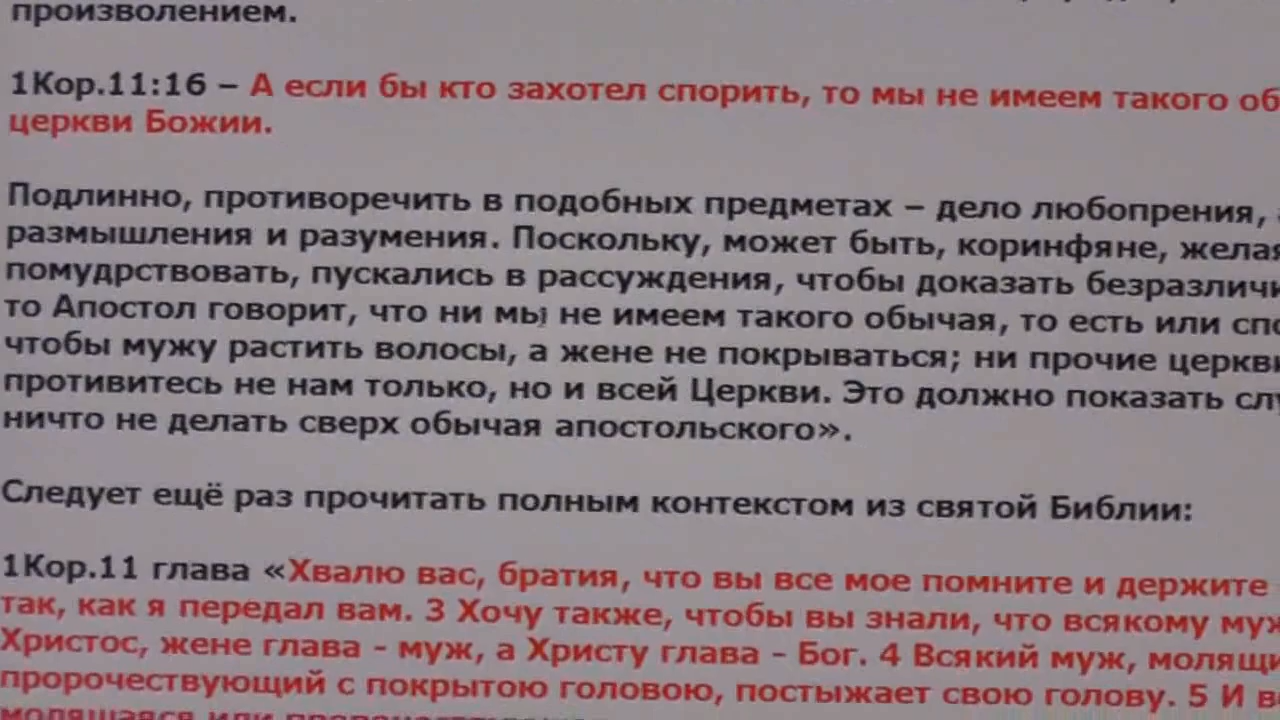 произволением.
1Кор.11:16 – А если бы кто захотел спорить, то мы не имеем такого об
церкви Божии.
Подлинно, противоречить в подобных предметах – дело любопрения,
размышления и разумения. Поскольку, может быть, коринфяне, желая
помудрствовать, пускались в рассуждения, чтобы доказать безразличи
то Апостол говорит, что ни мы не имеем такого обычая, то есть или спо
чтобы мужу растить волосы, а жене не покрываться; ни прочие церкви
противитесь не нам только, но и всей Церкви. Это должно показать слу
ничто не делать сверх обычая апостольского».
Следует ещё раз прочитать полным контекстом из святой Библии:
1Кор.11 глава «Хвалю вас, братия, что вы все мое помните и держите
так, как я передал вам. 3 Хочу также, чтобы вы знали, что всякому муж
Христос, жене глава - муж, а Христу глава - Бог. 4 Всякий муж, молящи
пророчествующий с покрытою головою, постыжает свою голову. 5 И в
молящаяся или